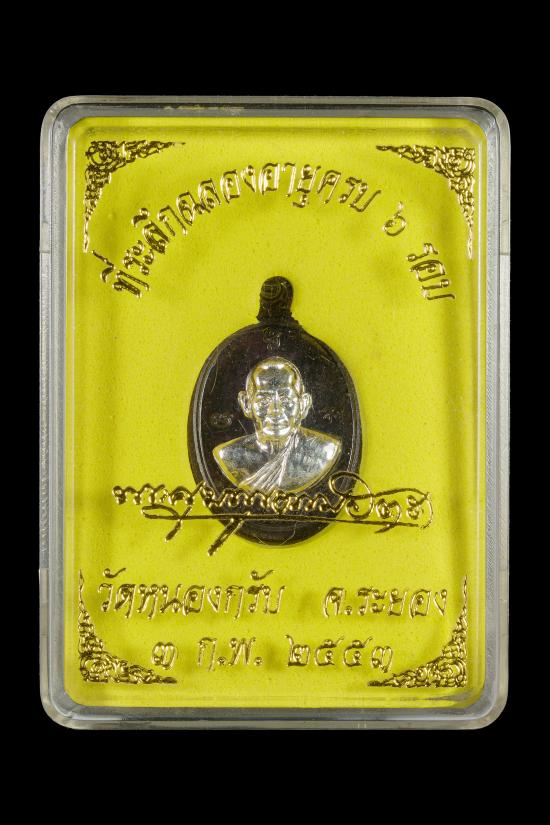 ที่ระลึกฉลองอายุครบ ๖ รอบ
วัดหนองกรับ จ.ระยอง
๓ ก.พ. ๒๕๕๓